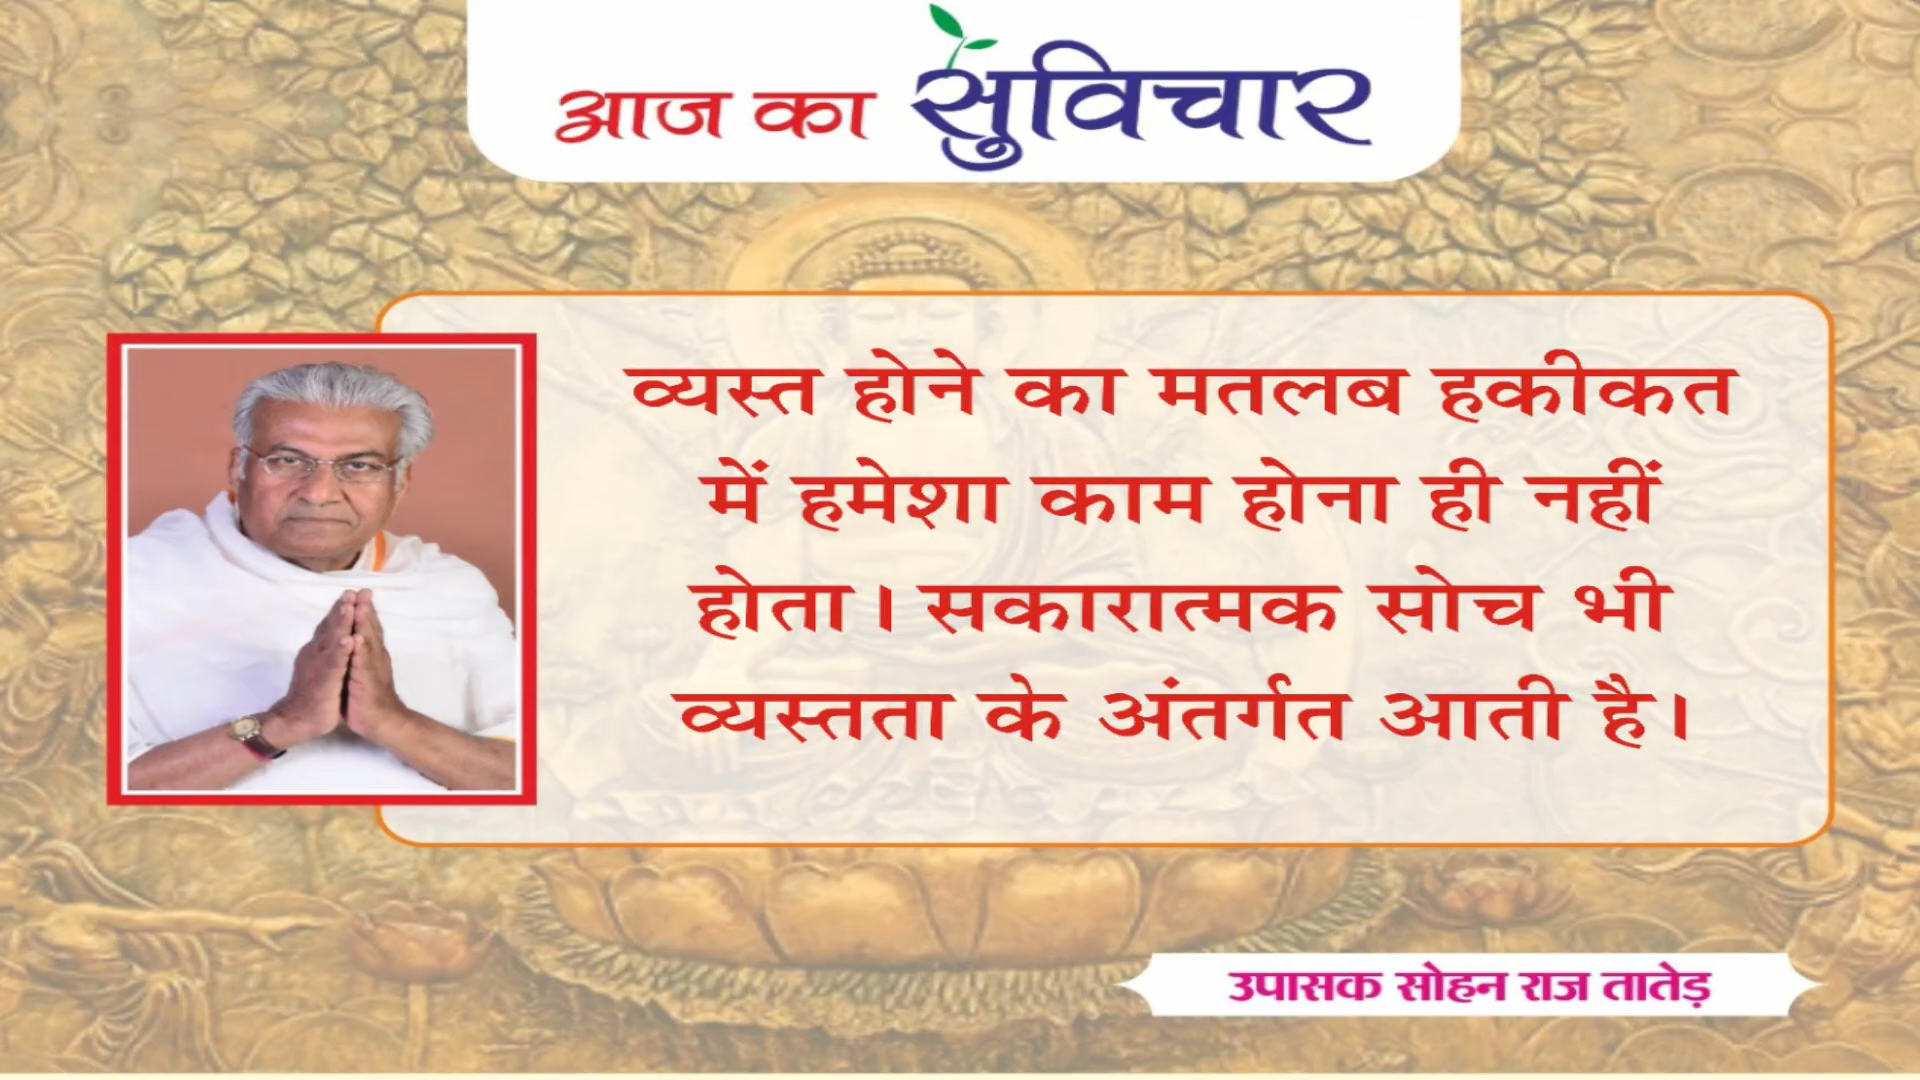 आज का सुविचार
व्यस्त होने का मतलब हकीकत
में हमेशा काम होना ही नहीं
होता। सकारात्मक सोच भी
व्यस्तता के अंतर्गत आती है।
उपासक सोहन राज तातेड़